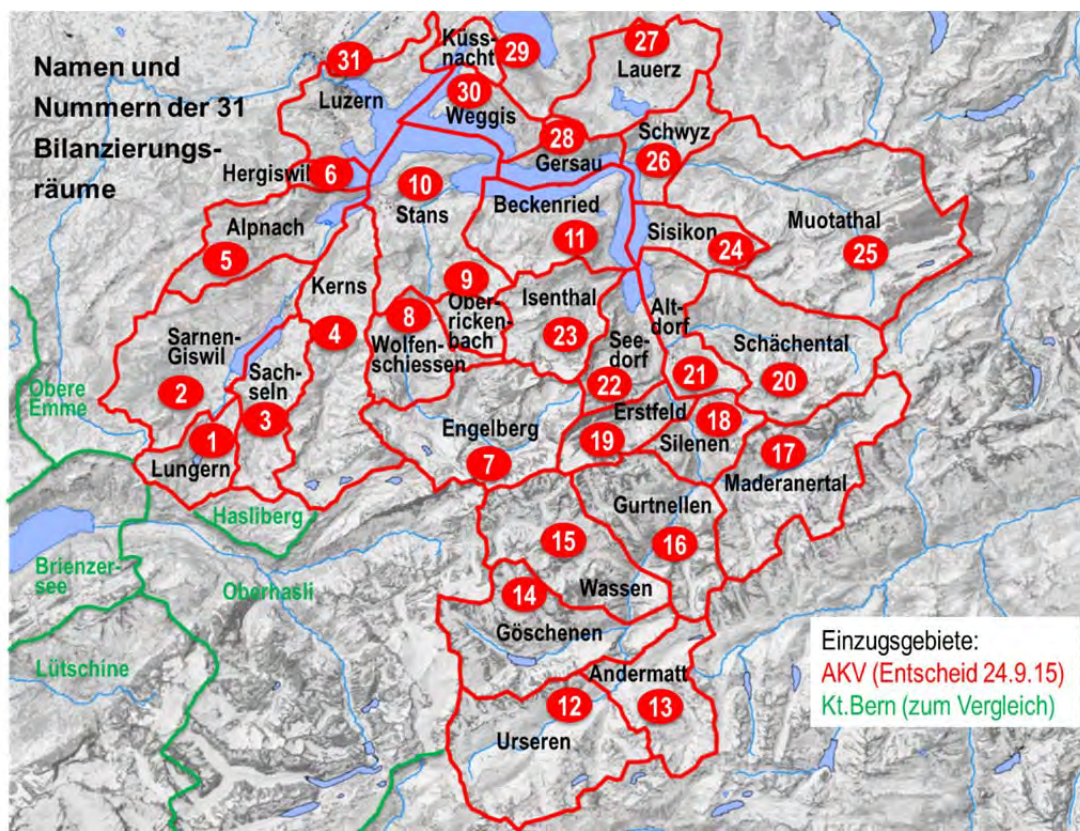 Namen und
Nummern der 31
Bilanzierungs-
räume
31
Luzern
Küss-
nacht
29
30
Weggis
27
Lauerz
28
Gersau
Schwyz
26
Hergiswil
6
10
Stans
Alpnach
5
Beckenried
11
Sisikon
24
Muotathal
25
Kerns
4
9
Ober-
ricken-
bach
8
Wolfen-
schiessen
Isenthal
23
Alt-
dorf
21
See-
dorf
22
Schächental
20
Sarnen-
Giswil
2
Sach-
seln
3
1
Lungern
Engelberg
7
Erstfeld
19
18
Silenen
17
Maderanertal
Gurtnellen
16
15
Wassen
14
Göschenen
Andermatt
13
12
Urseren
Obere
Emme
Hasliberg
Brienzer-
see
Oberhasli
Lütschine
Einzugsgebiete:
AKV (Entscheid 24.9.15)
Kt.Bern (zum Vergleich)